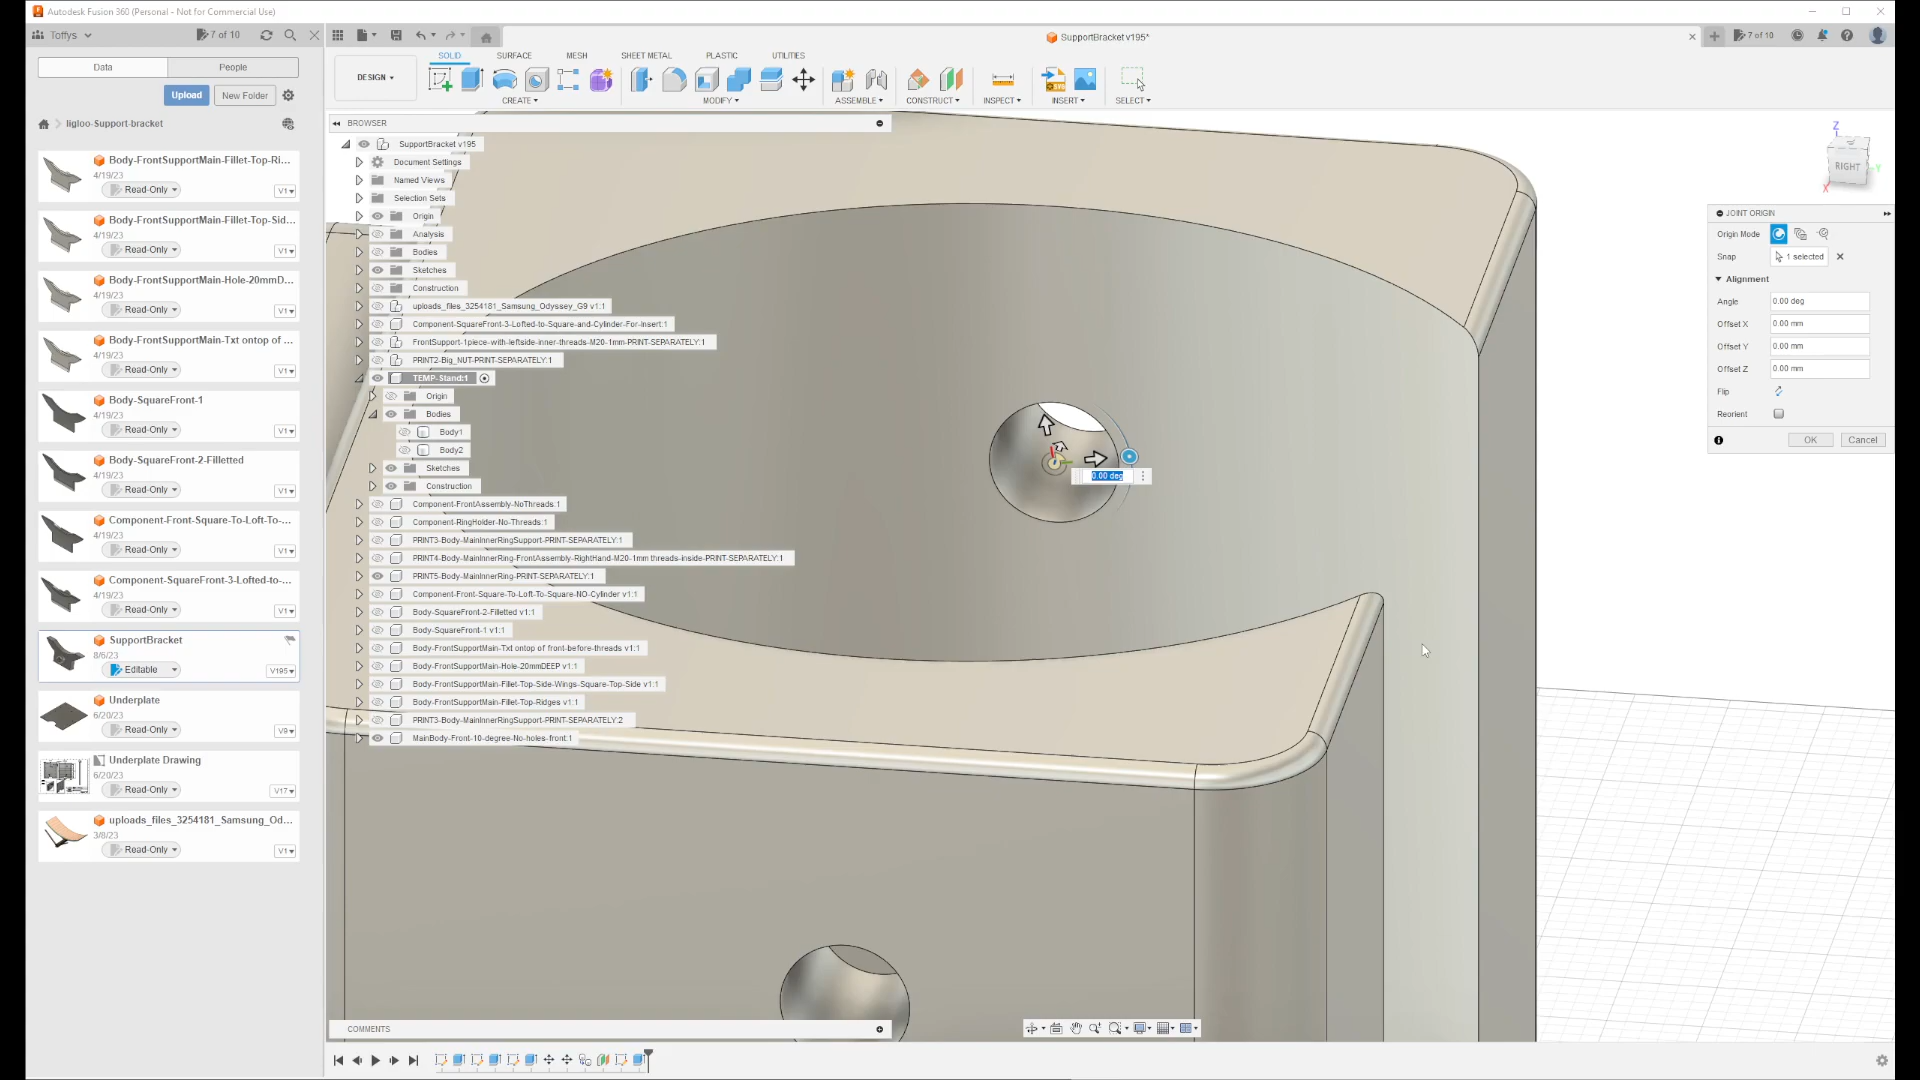 Autodesk Fusion 360 (Personal - Not for Commercial Use)
Toffys
7 of 10
SupportBracket v195*
7 of 10
Data
People
Upload
New Folder
ligloo-Support-bracket
DESIGN
SOLID
SURFACE
MESH
SHEET METAL
PLASTIC
UTILITIES
CREATE
MODIFY
ASSEMBLE
CONSTRUCT
INSPECT
INSERT
SELECT
Body-FrontSupportMain-Fillet-Top-Ri...
4/19/23
Read-Only
V1
Body-FrontSupportMain-Fillet-Top-Sid...
4/19/23
Read-Only
V1
Body-FrontSupportMain-Hole-20mmD...
4/19/23
Read-Only
V1
Body-FrontSupportMain-Txt ontop of ...
4/19/23
Read-Only
V1
Body-SquareFront-1
4/19/23
Read-Only
V1
Body-SquareFront-2-Filletted
4/19/23
Read-Only
V1
Component-Front-Square-To-Loft-To-...
4/19/23
Read-Only
V1
Component-SquareFront-3-Lofted-to-...
4/19/23
Read-Only
V1
SupportBracket
8/6/23
Editable
V195
Underplate
6/20/23
Read-Only
V9
Underplate Drawing
6/20/23
Read-Only
V17
uploads_files_3254181_Samsung_Od...
3/8/23
Read-Only
V1
BROWSER
SupportBracket v195
Document Settings
Named Views
Selection Sets
Origin
Analysis
Bodies
Sketches
Construction
uploads_files_3254181_Samsung_Odyssey_G9 v1:1
Component-SquareFront-3-Lofted-to-Square-and-Cylinder-For-Insert:1
FrontSupport-1piece-with-leftside-inner-threads-M20-1mm-PRINT-SEPARATELY:1
PRINT2-Big_NUT-PRINT-SEPARATELY:1
TEMP-Stand:1
Origin
Bodies
Body1
Body2
Sketches
Construction
Component-FrontAssembly-NoThreads:1
Component-RingHolder-No-Threads:1
PRINT3-Body-MainInnerRingSupport-PRINT-SEPARATELY:1
PRINT4-Body-MainInnerRing-FrontAssembly-RightHand-M20-1mm threads-inside-PRINT-SEPARATELY:1
PRINT5-Body-MainInnerRing-PRINT-SEPARATELY:1
Component-Front-Square-To-Loft-To-Square-NO-Cylinder v1:1
Body-SquareFront-2-Filletted v1:1
Body-SquareFront-1 v1:1
Body-FrontSupportMain-Txt ontop of front-before-threads v1:1
Body-FrontSupportMain-Hole-20mmDEEP v1:1
Body-FrontSupportMain-Fillet-Top-Side-Wings-Square-Top-Side v1:1
Body-FrontSupportMain-Fillet-Top-Ridges v1:1
PRINT3-Body-MainInnerRingSupport-PRINT-SEPARATELY:2
MainBody-Front-10-degree-No-holes-front:1
0.00 deg
Z
RIGHT
Y
X
JOINT ORIGIN
Origin Mode
Snap
1 selected
Alignment
Angle
0.00 deg
Offset X
0.00 mm
Offset Y
0.00 mm
Offset Z
0.00 mm
Flip
Reorient
OK
Cancel
COMMENTS